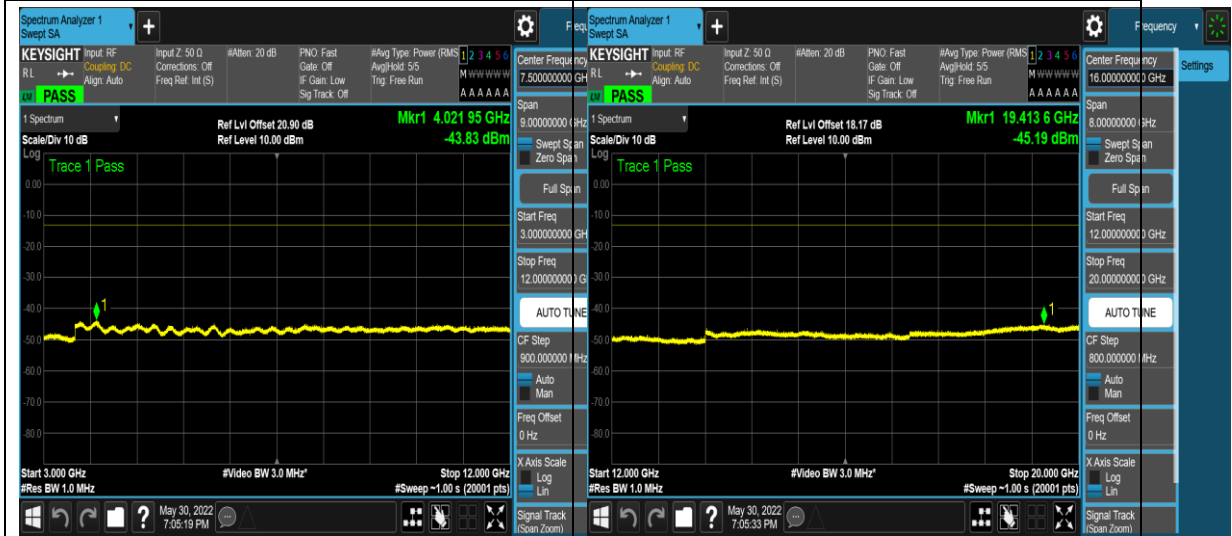 Spectrum Analyzer 1
Swept SA
KEYSIGHT
RL
Input: RF
Coupling: DC
Align: Auto
Input Z: 50 Ω
Corrections: Off
Freq Ref: Int (S)
#Atten: 20 dB
PNO: Fast
Gate: Off
IF Gain: Low
Sig Track: Off
#Avg Type: Power (RMS
Avg|Hold: 5/5
Trig: Free Run
1 2 3 4 5 6
M W W W W W
A A A A A A
PASS
1 Spectrum
Scale/Div 10 dB
Log
Ref Lvl Offset 20.90 dB
Ref Level 10.00 dBm
Mkr1 4.021 95 GHz
-43.83 dBm
Trace 1 Pass
0.00
-10.0
-20.0
-30.0
-40.0
-50.0
-60.0
-70.0
-80.0
1
Start 3.000 GHz
#Res BW 1.0 MHz
#Video BW 3.0 MHz*
Stop 12.000 GHz
#Sweep ~1.00 s (20001 pts)
May 30, 2022
7:05:19 PM
Frequ
Center Frequency
7.500000000 GH
Span
9.00000000 GHz
Swept Span
Zero Span
Full Span
Start Freq
3.000000000 GH
Stop Freq
12.000000000 G
AUTO TUNE
CF Step
900.000000 MHz
Auto
Man
Freq Offset
0 Hz
X Axis Scale
Log
Lin
Signal Track
(Span Zoom)
Spectrum Analyzer 1
Swept SA
KEYSIGHT
RL
Input: RF
Coupling: DC
Align: Auto
Input Z: 50 Ω
Corrections: Off
Freq Ref: Int (S)
#Atten: 20 dB
PNO: Fast
Gate: Off
IF Gain: Low
Sig Track: Off
#Avg Type: Power (RMS
Avg|Hold: 5/5
Trig: Free Run
1 2 3 4 5 6
M W W W W W
A A A A A A
PASS
1 Spectrum
Scale/Div 10 dB
Log
Ref Lvl Offset 18.17 dB
Ref Level 10.00 dBm
Mkr1 19.413 6 GHz
-45.19 dBm
Trace 1 Pass
0.00
-10.0
-20.0
-30.0
-40.0
-50.0
-60.0
-70.0
-80.0
1
Start 12.000 GHz
#Res BW 1.0 MHz
#Video BW 3.0 MHz*
Stop 20.000 GHz
#Sweep ~1.00 s (20001 pts)
May 30, 2022
7:05:33 PM
Frequency
Center Frequency
16.000000000 GHz
Settings
Span
8.00000000 GHz
Swept Span
Zero Span
Full Span
Start Freq
12.000000000 GHz
Stop Freq
20.000000000 GHz
AUTO TUNE
CF Step
800.000000 MHz
Auto
Man
Freq Offset
0 Hz
X Axis Scale
Log
Lin
Signal Track
(Span Zoom)